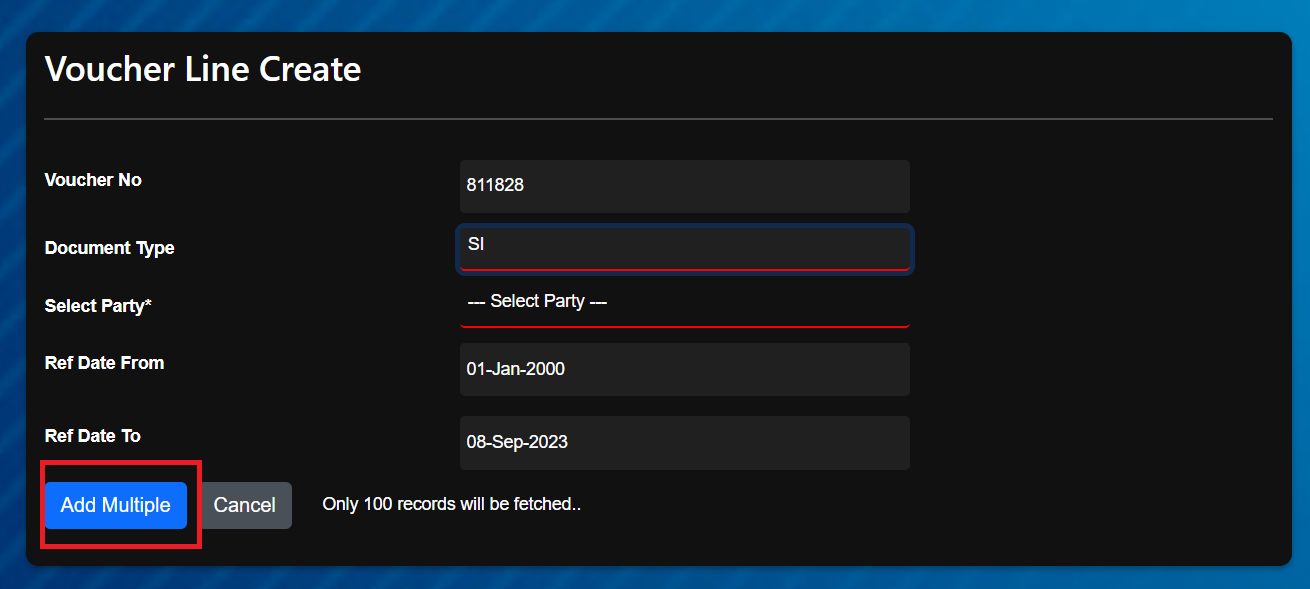 Voucher Line Create
Voucher No
811828
Document Type
SI
Select Party*
--- Select Party ---
Ref Date From
01-Jan-2000
Ref Date To
08-Sep-2023
Add Multiple
Cancel
Only 100 records will be fetched..